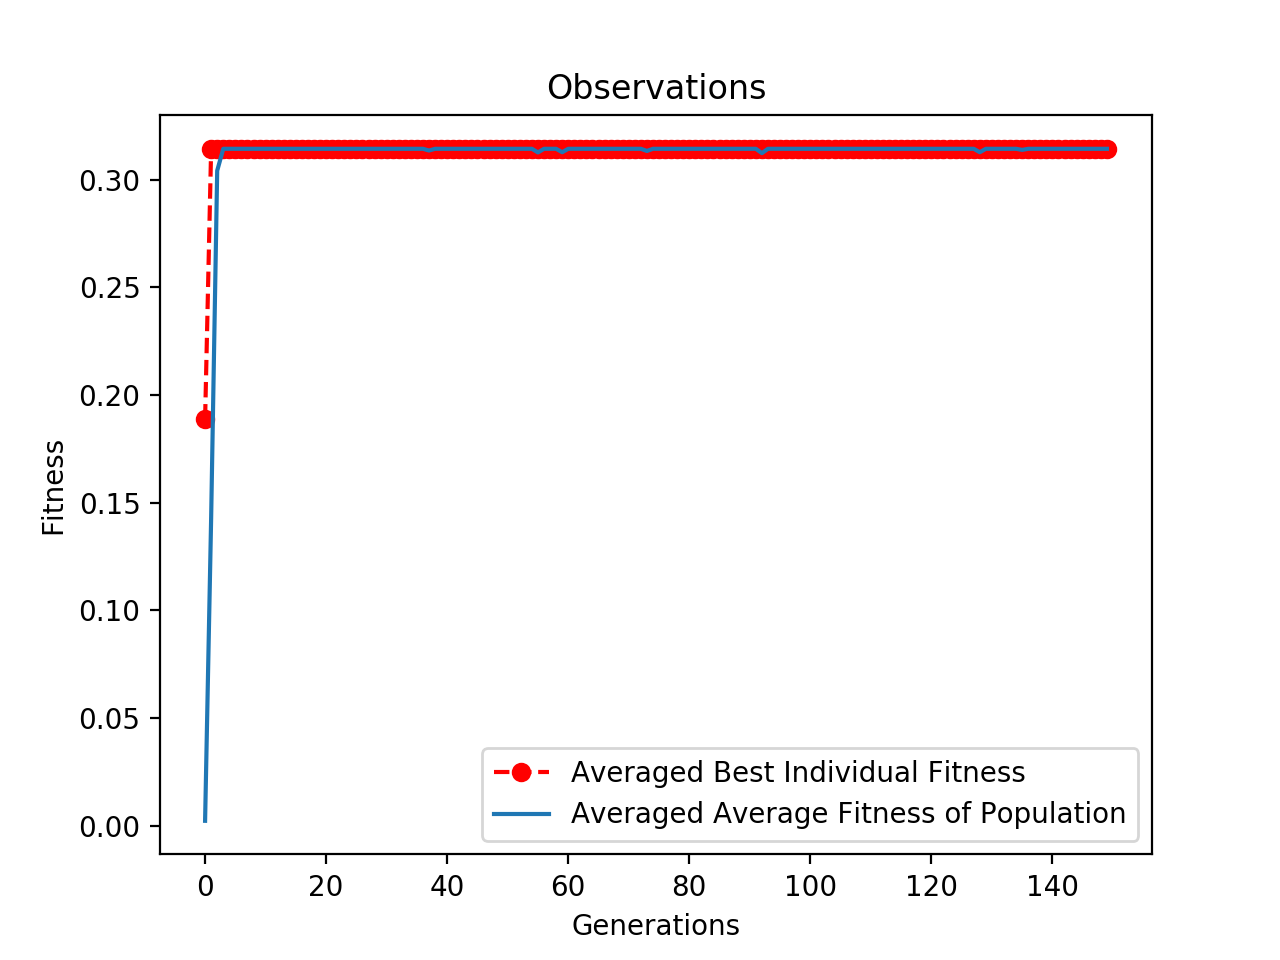 Observations
0.30
0.25
0.20
0.15
0.10
0.05
0.00
Fitness
Averaged Best Individual Fitness
Averaged Average Fitness of Population
0 20 40 60 80 100 120 140
Generations